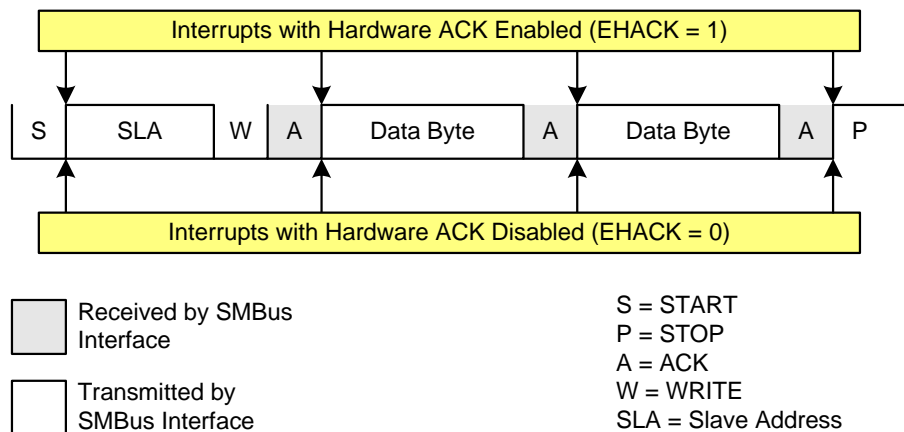 Interrupts with Hardware ACK Enabled (EHACK = 1)
S SLA W A Data Byte A Data Byte A P
Interrupts with Hardware ACK Disabled (EHACK = 0)
Received by SMBus
Interface
Transmitted by
SMBus Interface
S = START
P = STOP
A = ACK
W = WRITE
SLA = Slave Address